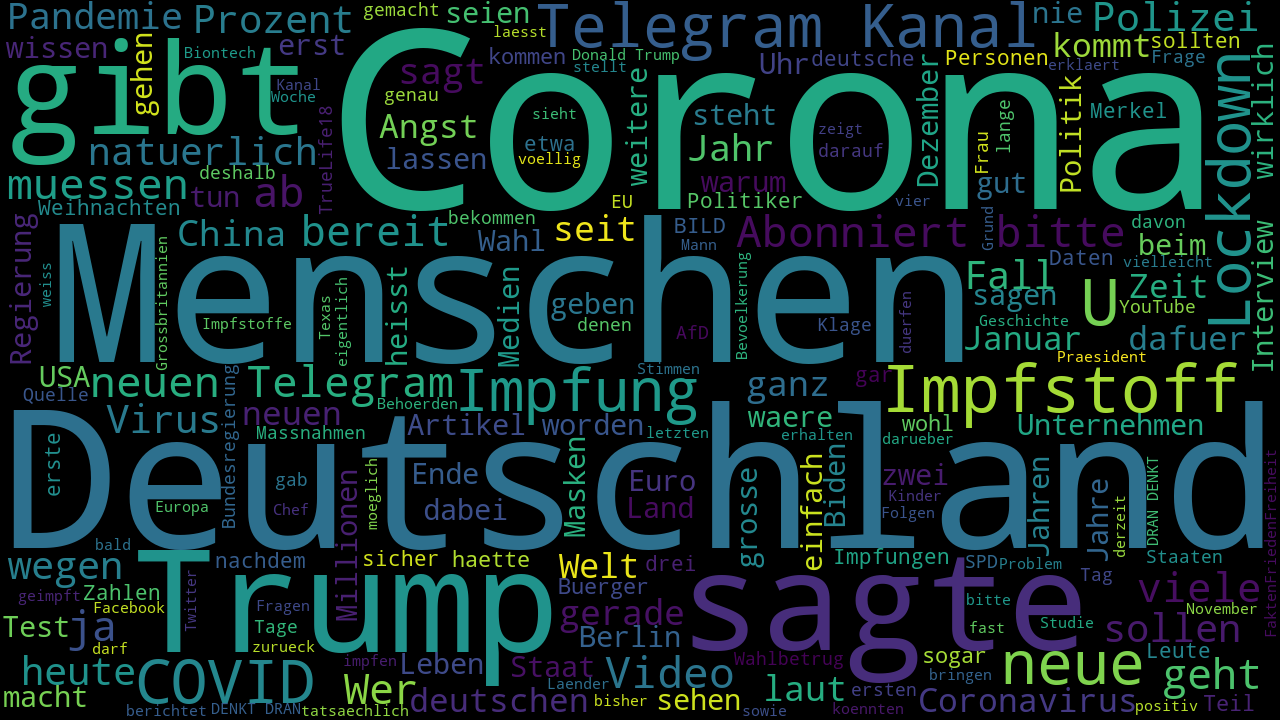 Pandemie
Prozent
gemacht
seien
laesst
Telegram Kanal
nie
Polizei
wissen
Biontech
erst
gehen
gibt
Kanal
Woche
sagt
genau
kommen
Donald Trump
stellt
Uhr
deutsche
Personen
erklaert
kommt
sollten
Frage
Corona
Angst
lassen
sieht
etwa
voellig
weitere
steht
Jahr
warum
Politiker
zeigt
darauf
vier
Dezember
Frau
lange
Politik
Merkel
gut
Lockdown
wirklich
natuerlich
deshalb
TrueLife18
muessen
tun
ab
Weihnachten
bekommen
EU
BILD
Mann
Abonniert
bitte
Grund
davon
beim
Daten
vielleicht
Regierung
weiss
China
bereit
Wahl
seit
Menschen
Grossbritannien
Impfstoffe
Texas
eigentlich
heisst
Medien
geben
denen
AfD
Bevoelkerung
Klage
duerfen
Fall
sagen
Geschichte
Januar
U
Zeit
YouTube
dafuer
Interview
Praesident
USA
neuen
Telegram
Impfung
Stimmen
ganz
gar
Impfstoff
Quelle
Virus
Bundesregierung
neuen
Massnahmen
Behoerden
Artikel
worden
letzten
waere
erhalten
wohl
darueber
Unternehmen
Deutschland
erste
gab
Europa
Chef
Millionen
moeglich
Ende
dabei
Masken
Euro
Land
grosse
einfach
Biden
zwei
Kinder
Folgen
Jahren
Jahre
derzeit
DRAN DENKT
FaktenFriedenFreiheit
bald
wegen
nachdem
sicher
haette
Welt
drei
Impfungen
SPD
Problem
Tag
Staaten
Trump
sagte
geimpft
Zahlen
Facebook
Twitter
Fragen
Tage
zurueck
Buerger
gerade
bitte
fast
Studie
viele
November
Test
ja
darf
Berlin
sollen
Leute
heute
COVID
impfen
Leben
Staat
Laender
Video
Wahlbetrug
sogar
bringen
neue
geht
macht
berichtet
DENKT DRAN
tatsaechlich
Wer
deutschen
bisher
sehen
sowie
laut
ersten
koennten
Coronavirus
positiv
Teil